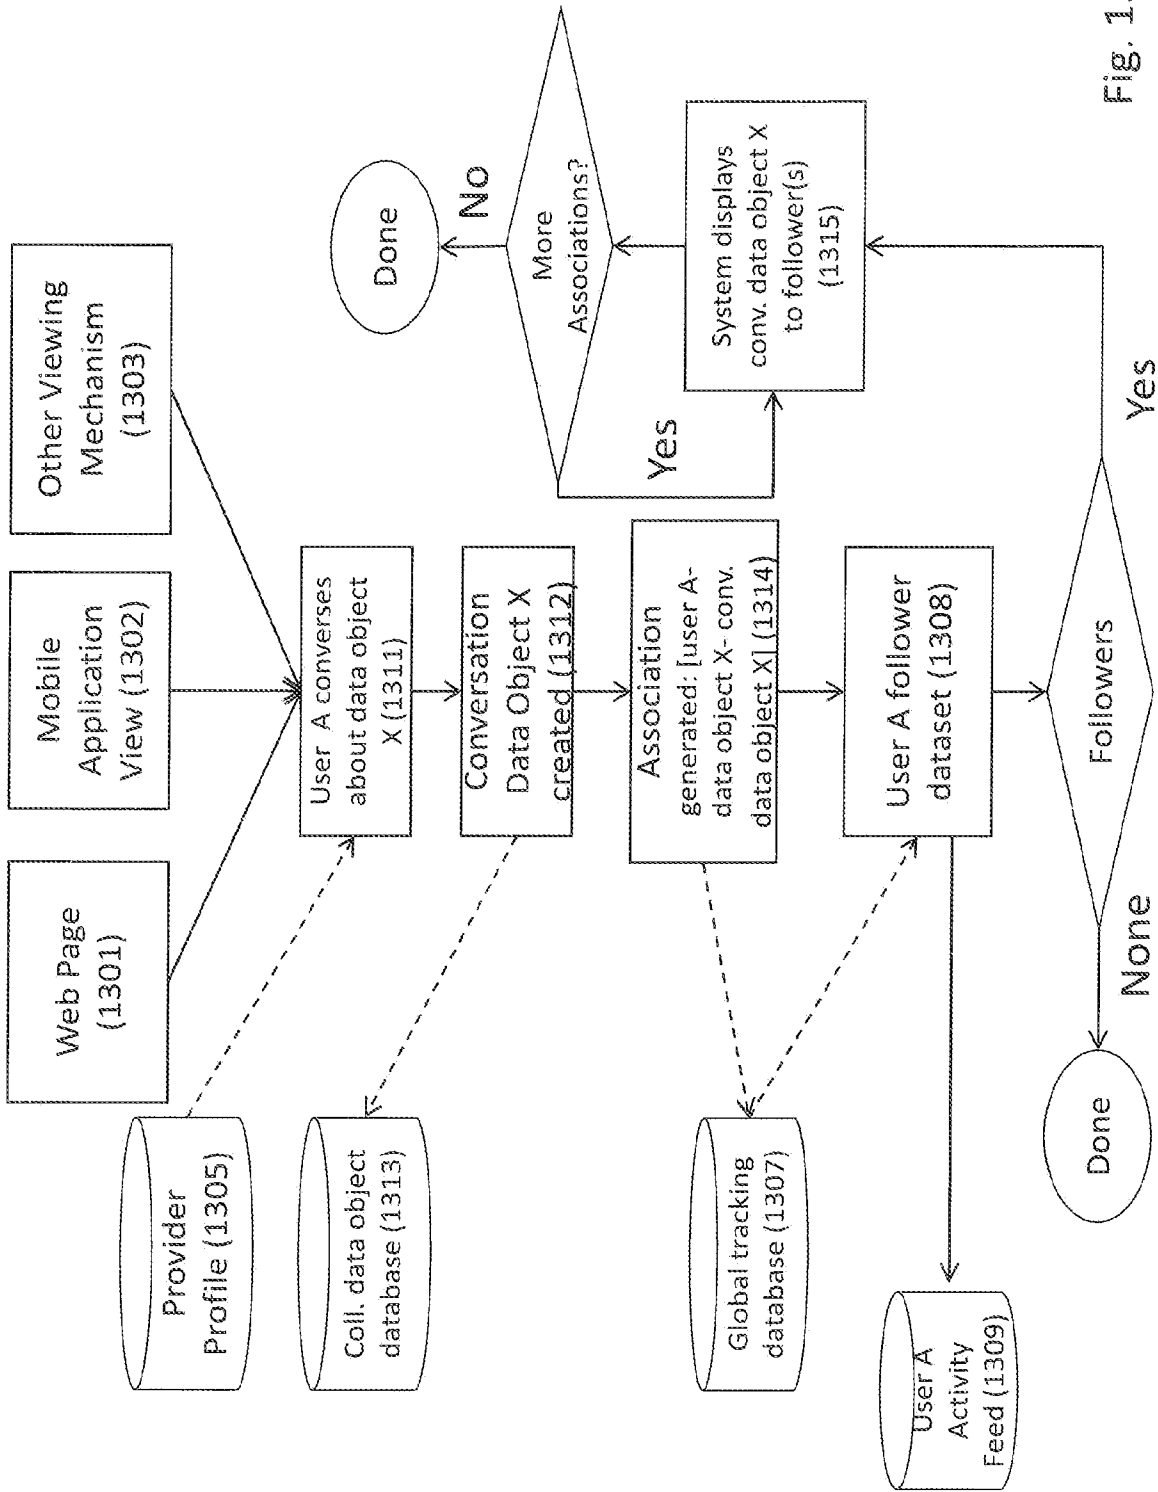 Web Page
(1301)
Mobile
Application
View (1302)
Other Viewing
Mechanism
(1303)
Provider
Profile (1305)
User A converses
about data object
X (1311)
Coll. data object
database (1313)
Conversation
Data Object X
created (1312)
Association
generated: [user A-
data object X- conv.
data object X] (1314)
Global tracking
database (1307)
User A follower
dataset (1308)
User A
Activity
Feed (1309)
Followers
None
Done
Yes
System displays
conv. data object X
to follower(s)
(1315)
More
Associations?
Yes
No
Done
Fig.